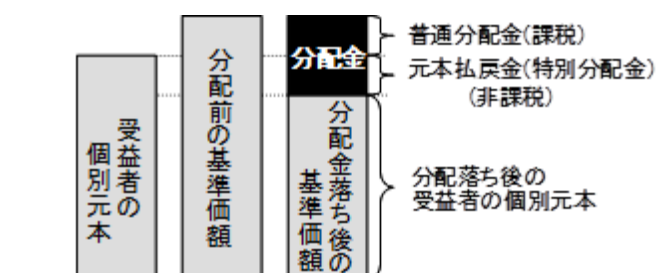 受益者の
個別元本
分配前の基準価額
分配金
分配金落ち後の
基準価額
普通分配金(課税)
元本払戻金(特別分配金)
(非課税)
分配落ち後の
受益者の個別元本